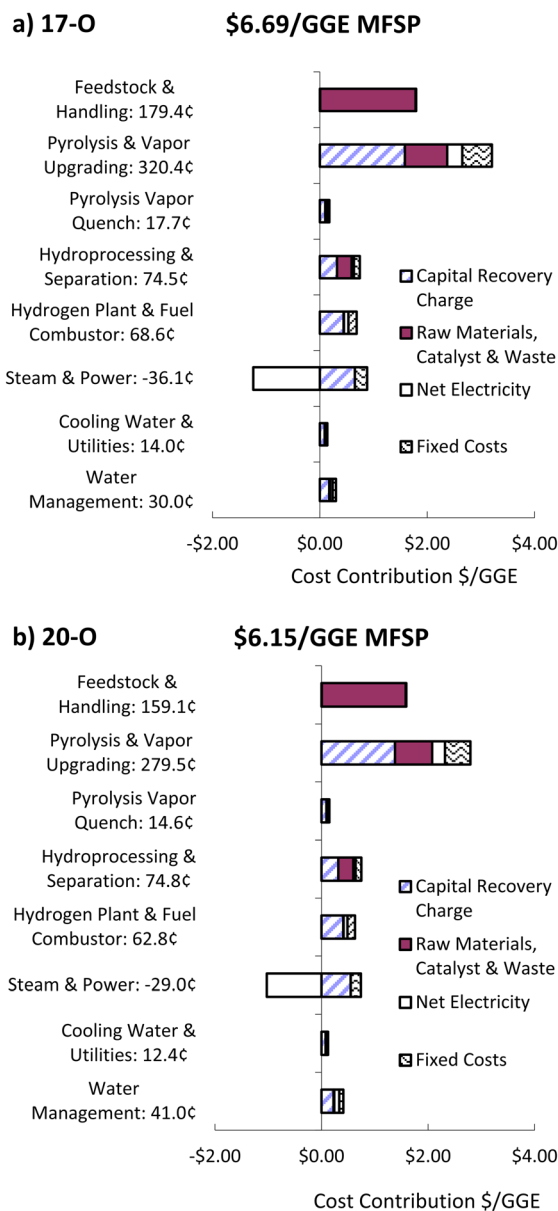 a) 17-O $6.69/GGE MFSP
Feedstock &
Handling: 179.4¢
Pyrolysis & Vapor
Upgrading: 320.4¢
Pyrolysis Vapor
Quench: 17.7¢
Hydroprocessing &
Separation: 74.5¢
Hydrogen Plant & Fuel
Combustor: 68.6¢
Steam & Power: -36.1¢
Cooling Water &
Utilities: 14.0¢
Water
Management: 30.0¢
Capital Recovery
Charge
Raw Materials,
Catalyst & Waste
Net Electricity
Fixed Costs
-$2.00 $0.00 $2.00 $4.00
Cost Contribution $/GGE
b) 20-O $6.15/GGE MFSP
Feedstock &
Handling: 159.1¢
Pyrolysis & Vapor
Upgrading: 279.5¢
Pyrolysis Vapor
Quench: 14.6¢
Hydroprocessing &
Separation: 74.8¢
Hydrogen Plant & Fuel
Combustor: 62.8¢
Steam & Power: -29.0¢
Cooling Water &
Utilities: 12.4¢
Water
Management: 41.0¢
Capital Recovery
Charge
Raw Materials,
Catalyst & Waste
Net Electricity
Fixed Costs
-$2.00 $0.00 $2.00 $4.00
Cost Contribution $/GGE